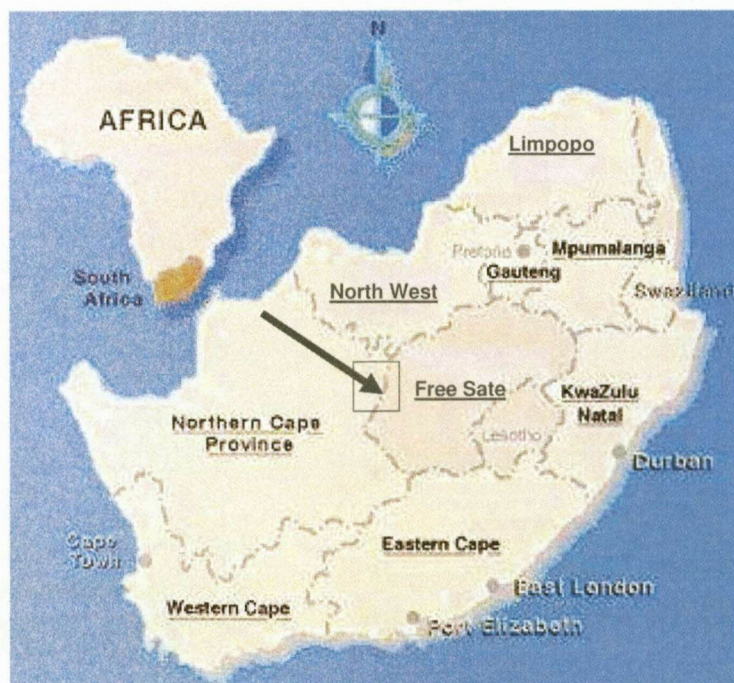 N
AFRICA
Limpopo
Pretoria
Mpumalanga
Gauteng
South
Africa
North West
Swaziland
Free Sate
KwaZulu
Natal
Northern Cape
Province
Lesotho
Durban
Cape
Town
Eastern Cape
East London
Western Cape
Port Elizabeth